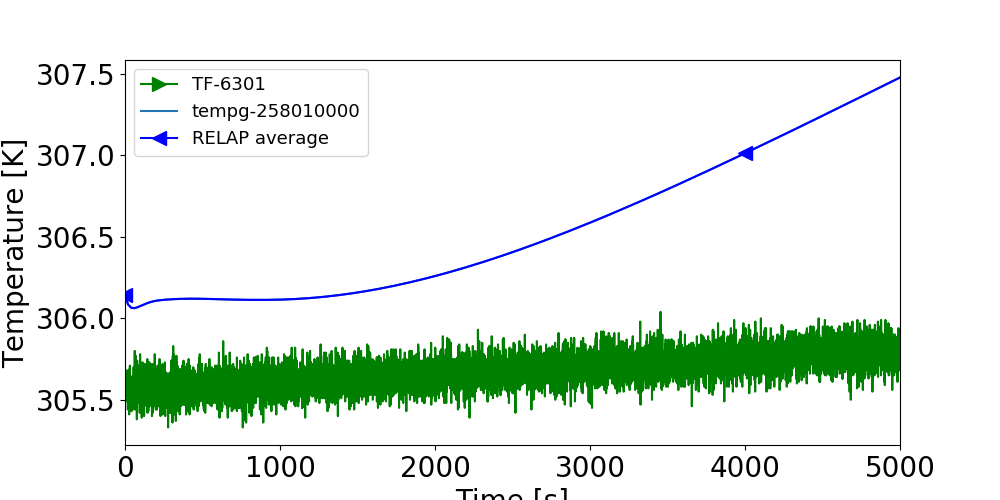 307.5
307.0
306.5
306.0
305.5
Temperature [K]
TF-6301
tempg-258010000
RELAP average
0 1000 2000 3000 4000 5000
Time [s]